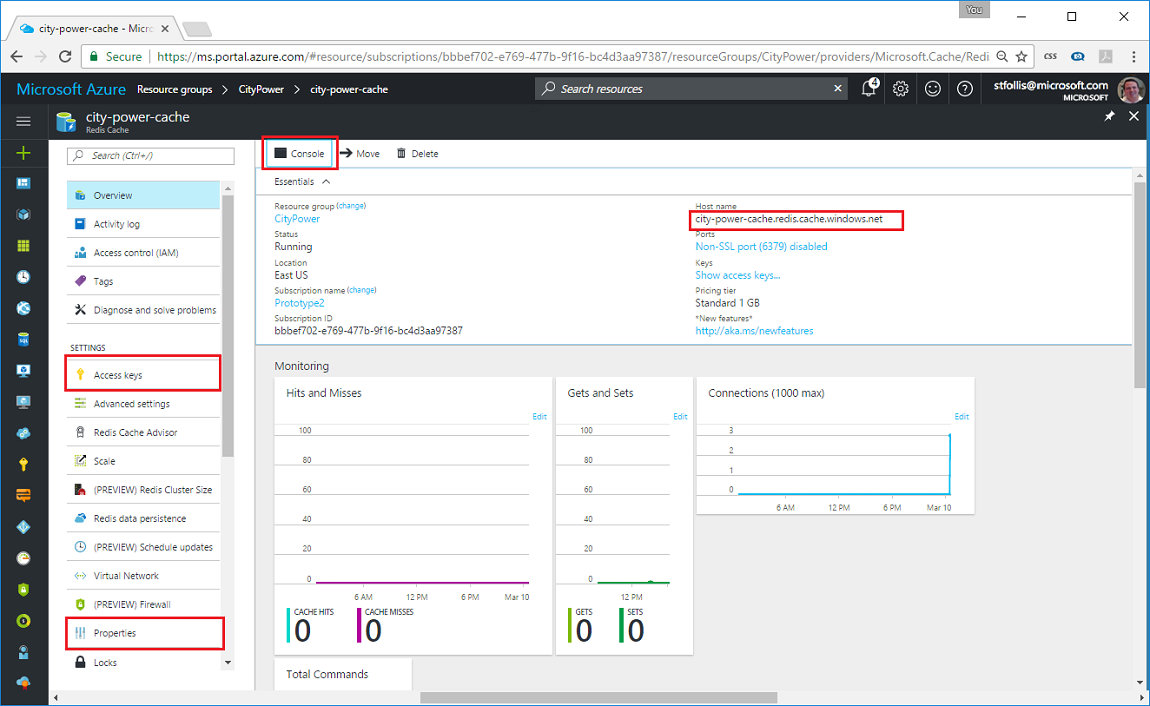 You
city-power-cache - Micro
Secure
https://ms.portal.azure.com/#resource/subscriptions/bbbef702-e769-477b-9f16-bc4d3aa97387/resourceGroups/CityPower/providers/Microsoft.Cache/Redi
css
Microsoft Azure
Resource groups
CityPower
city-power-cache
Search resources
4
stfollis@microsoft.com
MICROSOFT
city-power-cache
Redis Cache
Search (Ctrl+/)
Overview
Activity log
Access control (IAM)
Tags
Diagnose and solve problems
SETTINGS
Access keys
Advanced settings
Redis Cache Advisor
Scale
(PREVIEW) Redis Cluster Size
Redis data persistence
(PREVIEW) Schedule updates
Virtual Network
(PREVIEW) Firewall
Properties
Locks
Console
Move
Delete
Essentials
Resource group (change)
CityPower
Status
Running
Location
East US
Subscription name (change)
Prototype2
Subscription ID
bbbef702-e769-477b-9f16-bc4d3aa97387
Host name
city-power-cache.redis.cache.windows.net
Ports
Non-SSL port (6379) disabled
Keys
Show access keys...
Pricing tier
Standard 1 GB
*New features*
http://aka.ms/newfeatures
Monitoring
Hits and Misses
Edit
100
80
60
40
20
0
6 AM 12 PM 6 PM Mar 10
CACHE HITS
0
CACHE MISSES
0
Gets and Sets
Edit
100
80
60
40
20
0
12 PM
GETS
0
SETS
0
Connections (1000 max)
Edit
3
2
1
0
6 AM 12 PM 6 PM Mar 10
Total Commands